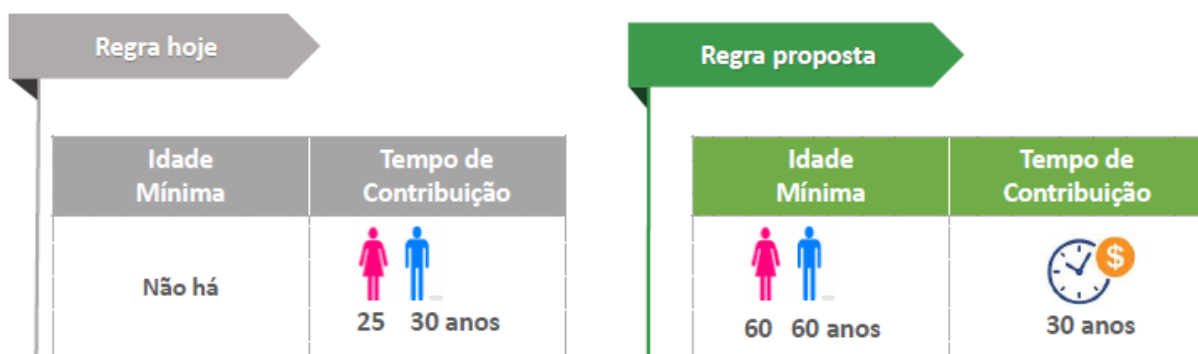 Regra hoje
Idade
Mínima
Tempo de
Contribuição
Não há
25 30 anos
Regra proposta
Idade
Mínima
Tempo de
Contribuição
60 60 anos
$
30 anos